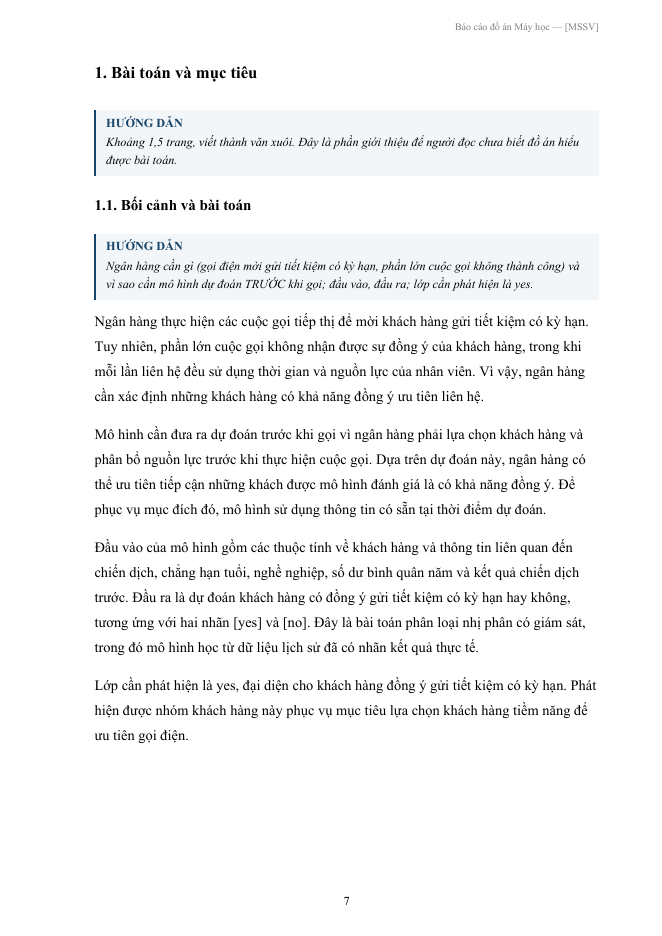 Báo cáo đồ án Máy học — [MSSV]
1. Bài toán và mục tiêu
HƯỚNG DẪN
Khoảng 1,5 trang, viết thành văn xuôi. Đây là phần giới thiệu để người đọc chưa biết đồ án hiểu
được bài toán.
1.1. Bối cảnh và bài toán
HƯỚNG DẪN
Ngân hàng cần gì (gọi điện mời gửi tiết kiệm có kỳ hạn, phần lớn cuộc gọi không thành công) và
vì sao cần mô hình dự đoán TRƯỚC khi gọi; đầu vào, đầu ra; lớp cần phát hiện là yes.
Ngân hàng thực hiện các cuộc gọi tiếp thị để mời khách hàng gửi tiết kiệm có kỳ hạn.
Tuy nhiên, phần lớn cuộc gọi không nhận được sự đồng ý của khách hàng, trong khi
mỗi lần liên hệ đều sử dụng thời gian và nguồn lực của nhân viên. Vì vậy, ngân hàng
cần xác định những khách hàng có khả năng đồng ý ưu tiên liên hệ.
Mô hình cần đưa ra dự đoán trước khi gọi vì ngân hàng phải lựa chọn khách hàng và
phân bổ nguồn lực trước khi thực hiện cuộc gọi. Dựa trên dự đoán này, ngân hàng có
thể ưu tiên tiếp cận những khách được mô hình đánh giá là có khả năng đồng ý. Để
phục vụ mục đích đó, mô hình sử dụng thông tin có sẵn tại thời điểm dự đoán.
Đầu vào của mô hình gồm các thuộc tính về khách hàng và thông tin liên quan đến
chiến dịch, chẳng hạn tuổi, nghề nghiệp, số dư bình quân năm và kết quả chiến dịch
trước. Đầu ra là dự đoán khách hàng có đồng ý gửi tiết kiệm có kỳ hạn hay không,
tương ứng với hai nhãn [yes] và [no]. Đây là bài toán phân loại nhị phân có giám sát,
trong đó mô hình học từ dữ liệu lịch sử đã có nhãn kết quả thực tế.
Lớp cần phát hiện là yes, đại diện cho khách hàng đồng ý gửi tiết kiệm có kỳ hạn. Phát
hiện được nhóm khách hàng này phục vụ mục tiêu lựa chọn khách hàng tiềm năng để
ưu tiên gọi điện.
7